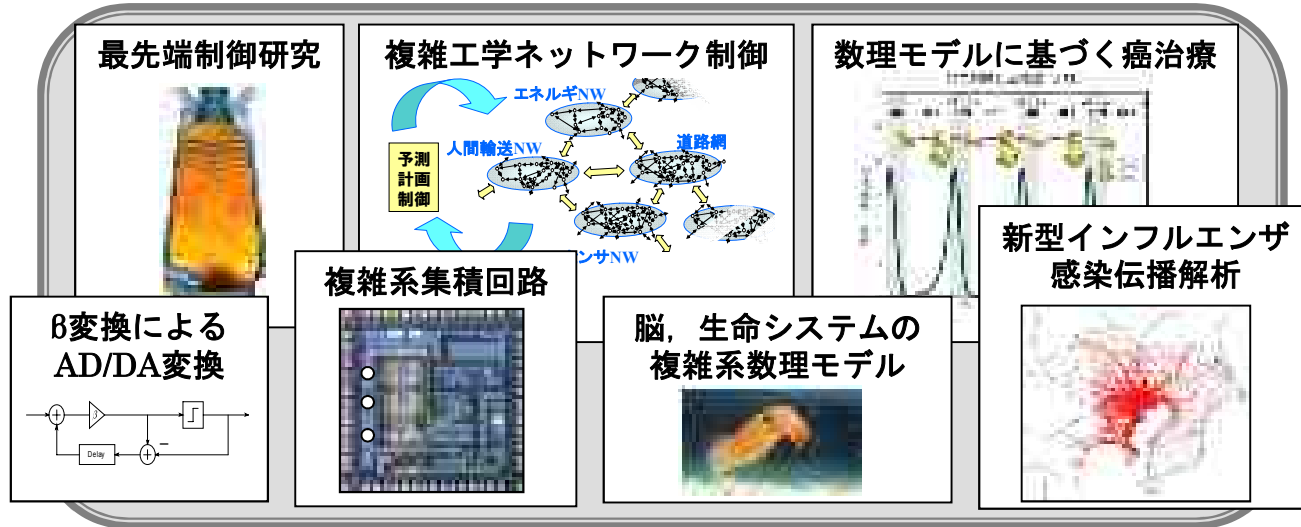 最先端制御研究
複雑工学ネットワーク制御
エネルギNW
人間輸送NW
道路網
予測
計画
制御
ンサNW
数理モデルに基づく癌治療
新型インフルエンザ
感染伝播解析
β変換による
AD/DA変換
β
Delay
複雑系集積回路
脳，生命システムの
複雑系数理モデル